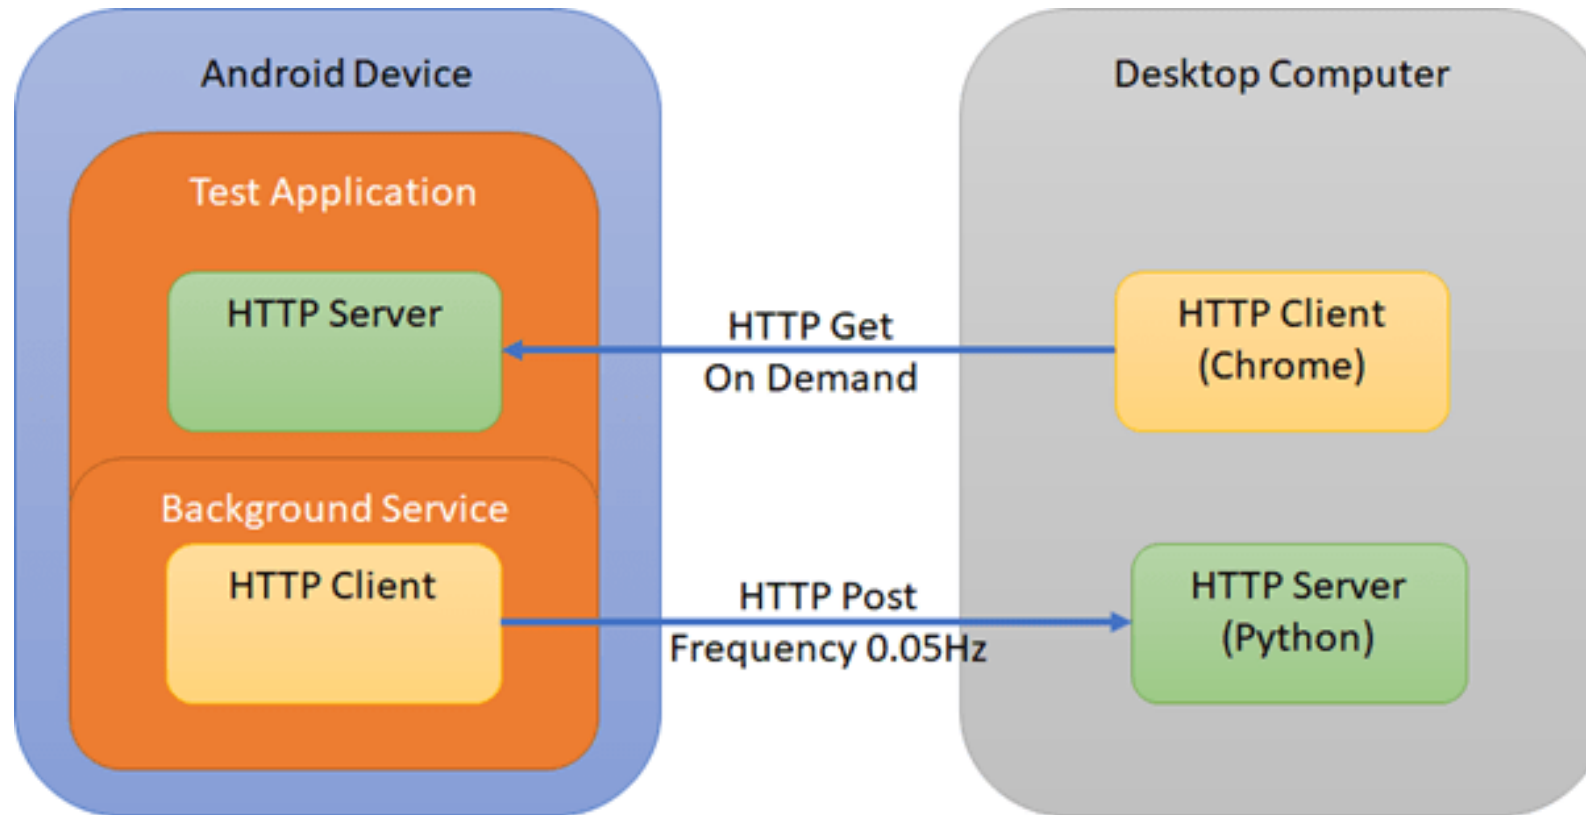 Android Device
Test Application
HTTP Server
Background Service
HTTP Client
HTTP Get
On Demand
HTTP Post
Frequency 0.05Hz
Desktop Computer
HTTP Client
(Chrome)
HTTP Server
(Python)